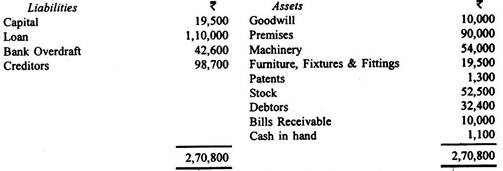 Liabilities ₹ Assets ₹
Capital 19,500 Goodwill 10,000
Loan 1,10,000 Premises 90,000
Bank Overdraft 42,600 Machinery 54,000
Creditors 98,700 Furniture, Fixtures & Fittings 19,500
Patents 1,300
Stock 52,500
Debtors 32,400
Bills Receivable 10,000
Cash in hand 1,100
2,70,800 2,70,800